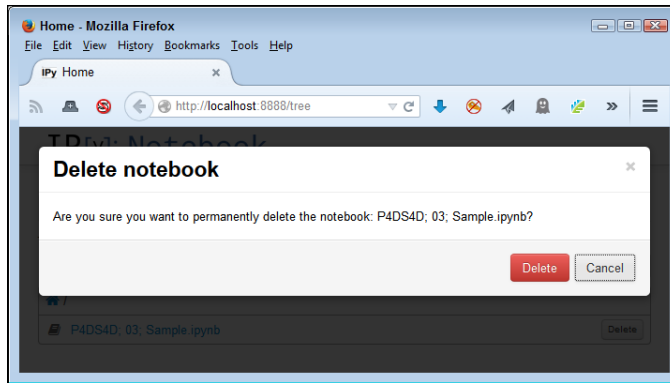 Home - Mozilla Firefox
File Edit View History Bookmarks Tools Help
IPy Home
http://localhost:8888/tree
IP[y]: Notebook
Delete notebook
Are you sure you want to permanently delete the notebook: P4DS4D; 03; Sample.ipynb?
Delete Cancel
/
P4DS4D; 03; Sample.ipynb Delete